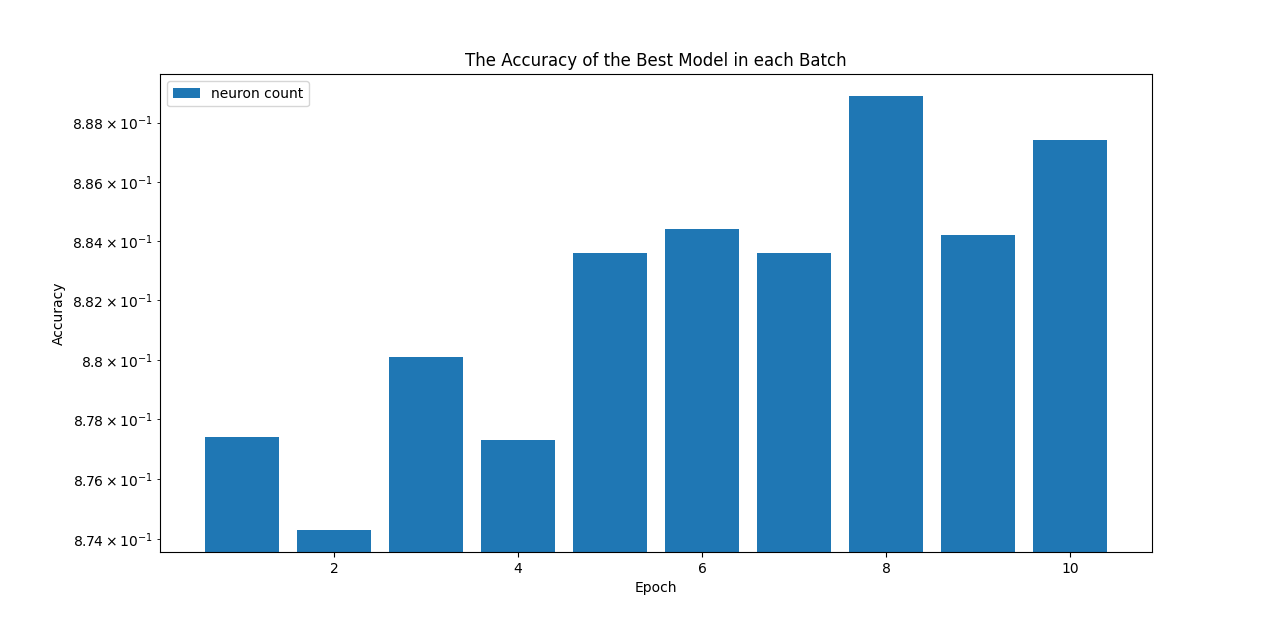 The Accuracy of the Best Model in each Batch
neuron count
8.88 × 10⁻¹
8.86 × 10⁻¹
8.84 × 10⁻¹
8.82 × 10⁻¹
8.8 × 10⁻¹
8.78 × 10⁻¹
8.76 × 10⁻¹
8.74 × 10⁻¹
Accuracy
2 4 6 8 10
Epoch